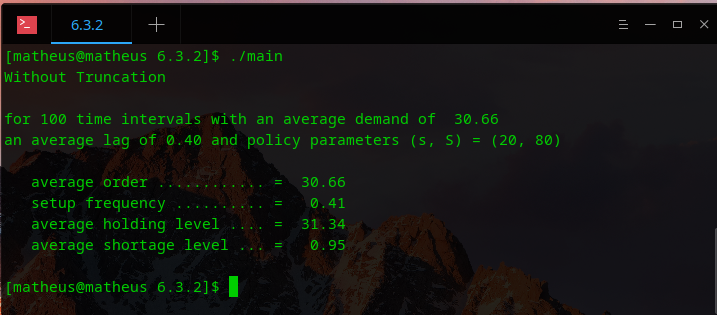 6.3.2
[matheus@matheus 6.3.2]$ ./main
Without Truncation
for 100 time intervals with an average demand of  30.66
an average lag of 0.40 and policy parameters (s, S) = (20, 80)
   average order ............ =  30.66
   setup frequency .......... =   0.41
   average holding level .... =  31.34
   average shortage level ... =   0.95
[matheus@matheus 6.3.2]$